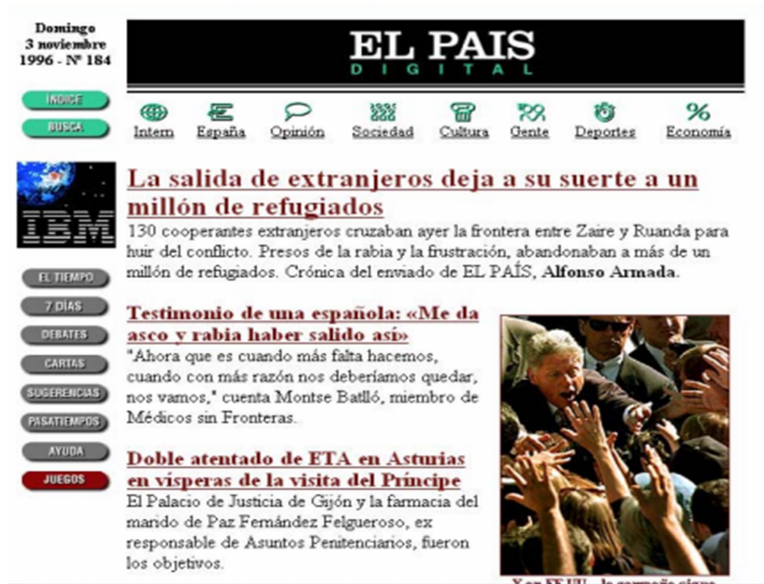 Domingo
3 noviembre
1996 - Nº 184
EL PAIS
DIGITAL
INDICE
BUSCA
Intern España Opinión Sociedad Cultura Gente Deportes Economía
IBM
EL TIEMPO
7 DÍAS
DEBATES
CARTAS
SUGERENCIAS
PASATIEMPOS
AYUDA
JUEGOS
La salida de extranjeros deja a su suerte a un
millón de refugiados
130 cooperantes extranjeros cruzaban ayer la frontera entre Zaire y Ruanda para
huir del conflicto. Presos de la rabia y la frustración, abandonaban a más de un
millón de refugiados. Crónica del enviado de EL PAÍS, Alfonso Armada.
Testimonio de una española: «Me da
asco y rabia haber salido así»
"Ahora que es cuando más falta hacemos,
cuando con más razón nos deberíamos quedar,
nos vamos," cuenta Montse Batlló, miembro de
Médicos sin Fronteras.
Doble atentado de ETA en Asturias
en vísperas de la visita del Príncipe
El Palacio de Justicia de Gijón y la farmacia del
marido de Paz Fernández Felgueroso, ex
responsable de Asuntos Penitenciarios, fueron
los objetivos.